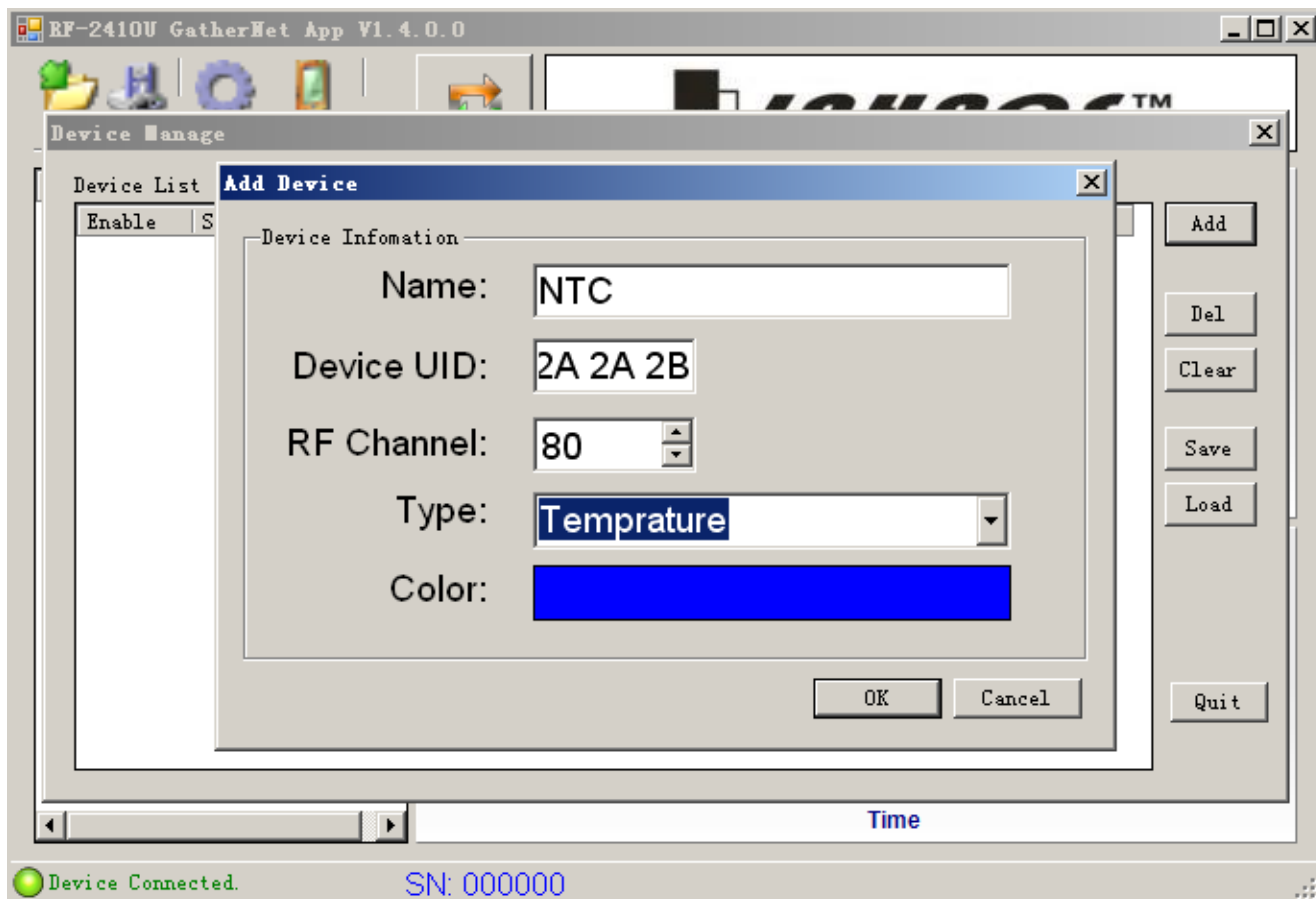 RF-2410U GatherNet App V1.4.0.0
TM
Device Manage
Device List
Add Device
Enable
S
Add
Device Infomation
Name:
NTC
Del
Device UID:
2A 2A 2B
Clear
RF Channel:
80
Save
Type:
Temprature
Load
Color:
OK
Cancel
Quit
Time
Device Connected.
SN: 000000